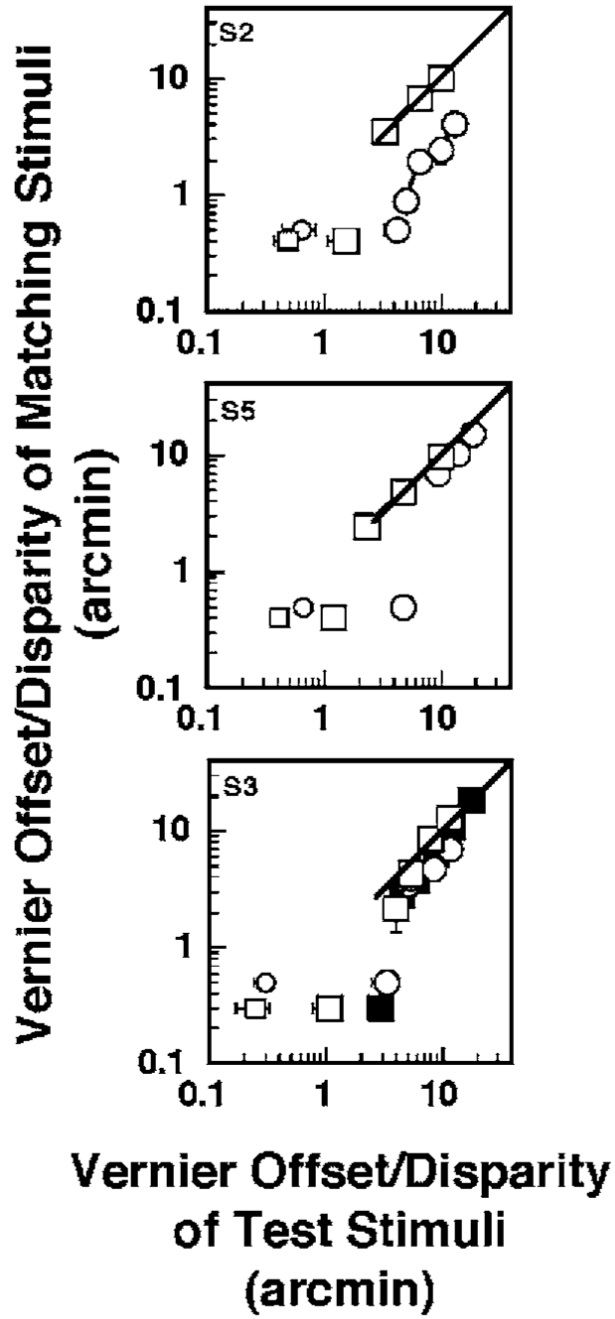 Vernier Offset/Disparity of Matching Stimuli
(arcmin)
S2
10
1
0.1
0.1 1 10
S5
10
1
0.1
0.1 1 10
S3
10
1
0.1
0.1 1 10
Vernier Offset/Disparity
of Test Stimuli
(arcmin)